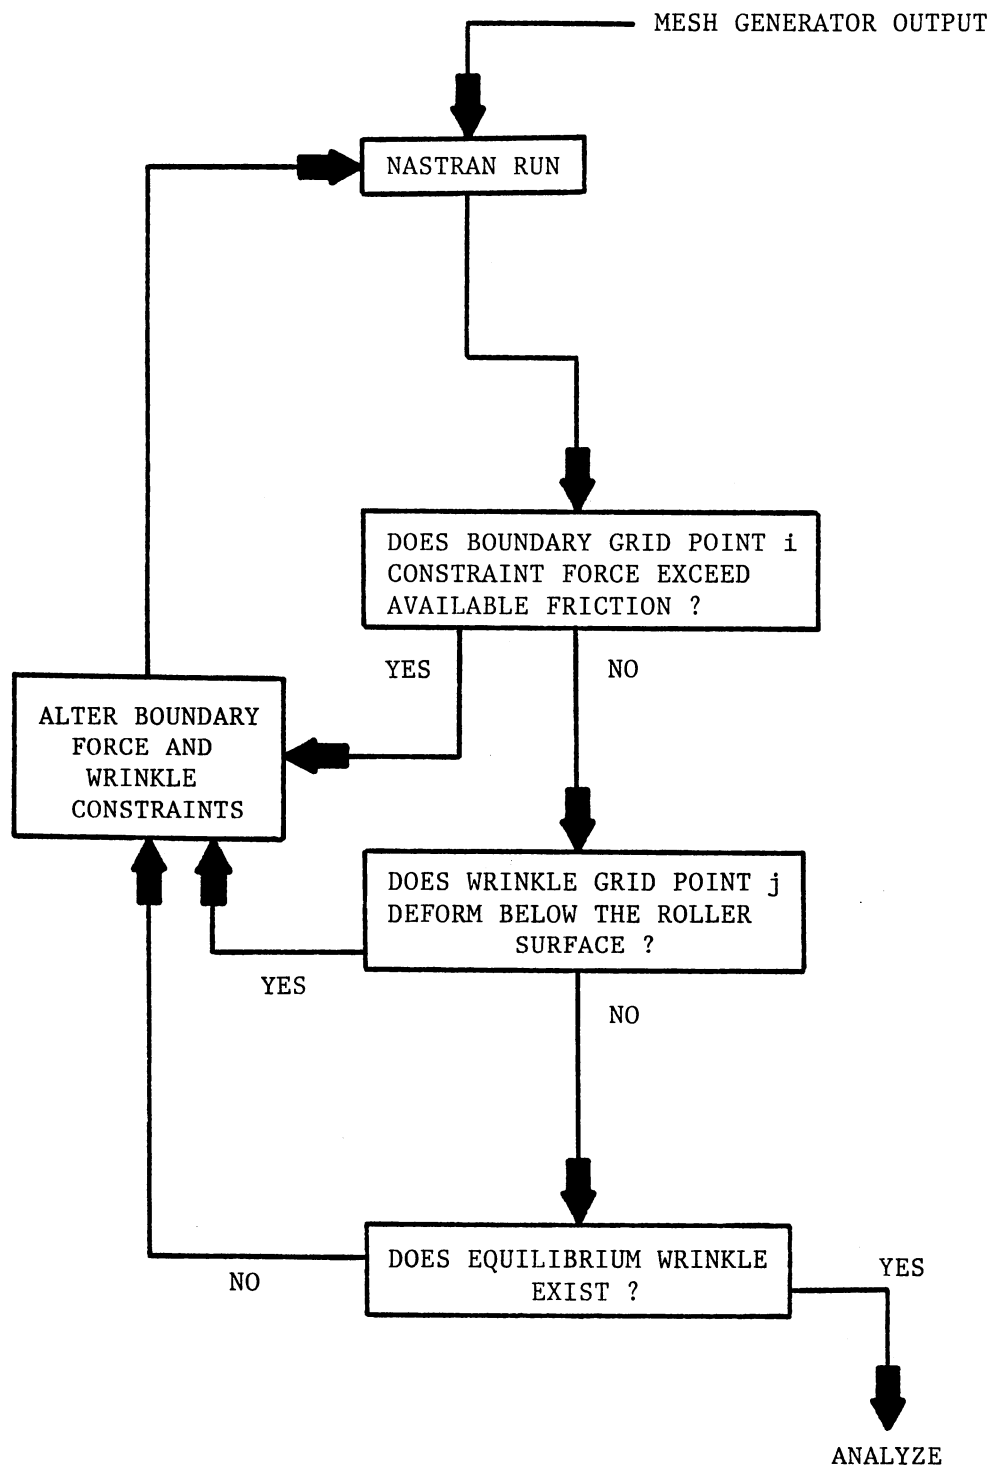 MESH GENERATOR OUTPUT
NASTRAN RUN
DOES BOUNDARY GRID POINT i
CONSTRAINT FORCE EXCEED
AVAILABLE FRICTION ?
YES
NO
ALTER BOUNDARY
FORCE AND
WRINKLE
CONSTRAINTS
DOES WRINKLE GRID POINT j
DEFORM BELOW THE ROLLER
SURFACE ?
YES
NO
DOES EQUILIBRIUM WRINKLE
EXIST ?
NO
YES
ANALYZE